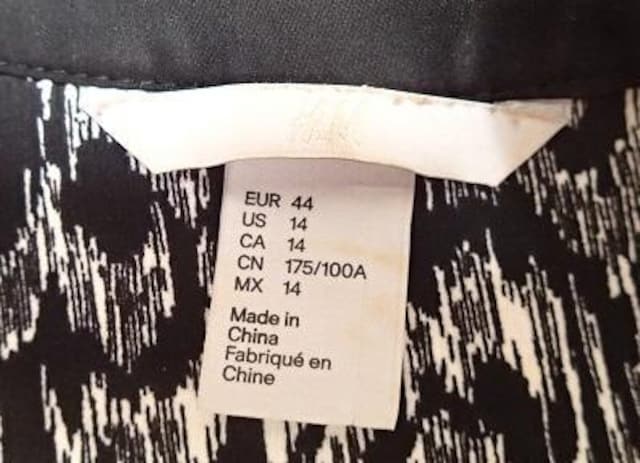 EUR 44
US 14
CA 14
CN 175/100A
MX 14
Made in
China
Fabriqué en
Chine